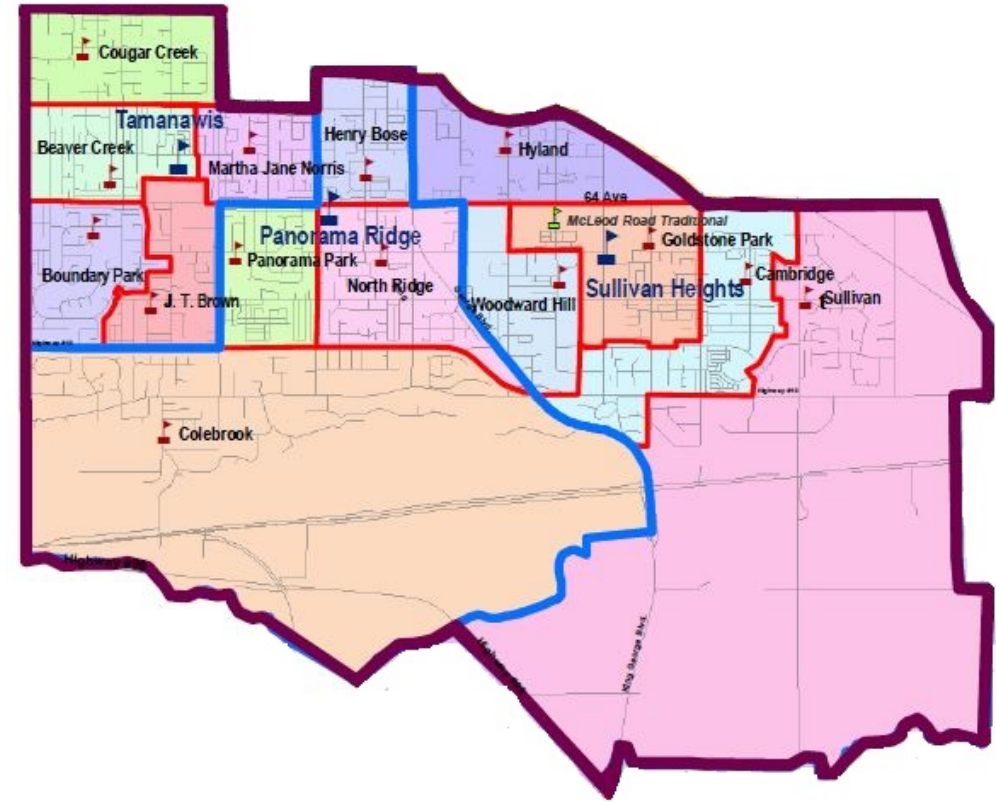 Cougar Creek
Tamanawis
Henry Bose
Beaver Creek
Hyland
Martha Jane Norris
64 Ave
McLeod Road Traditional
Panorama Ridge
Goldstone Park
Panorama Park
Boundary Park
Cambridge
North Ridge
Sullivan Heights
J. T. Brown
Woodward Hill
Sullivan
Colebrook
King George Blvd.